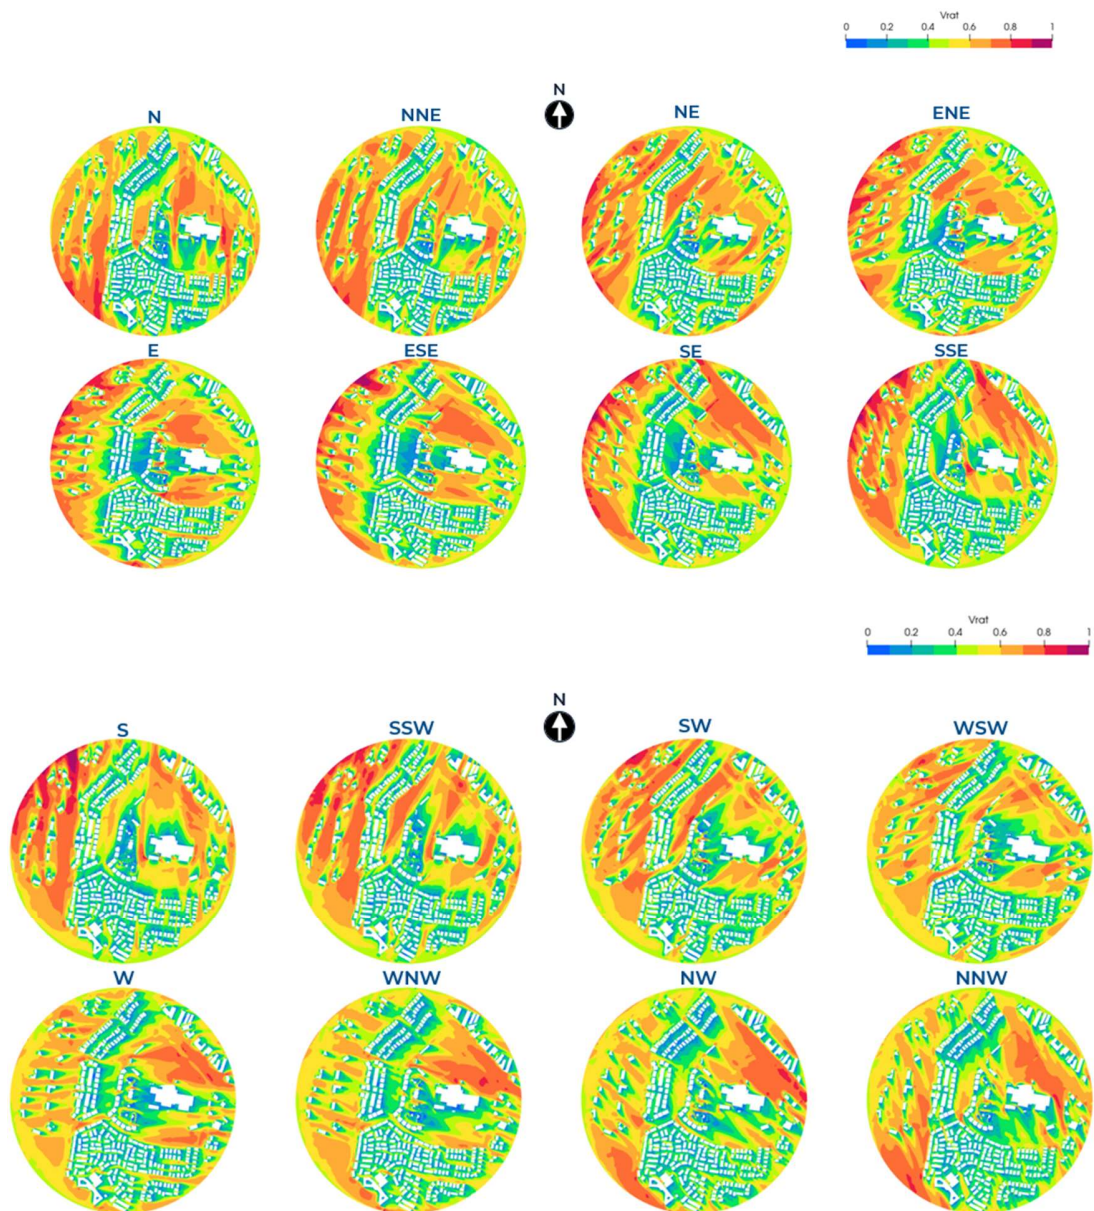 Vrat
0 0.2 0.4 0.6 0.8 1
N
N NNE NE ENE
E ESE SE SSE
Vrat
0 0.2 0.4 0.6 0.8 1
N
S SSW SW WSW
W WNW NW NNW